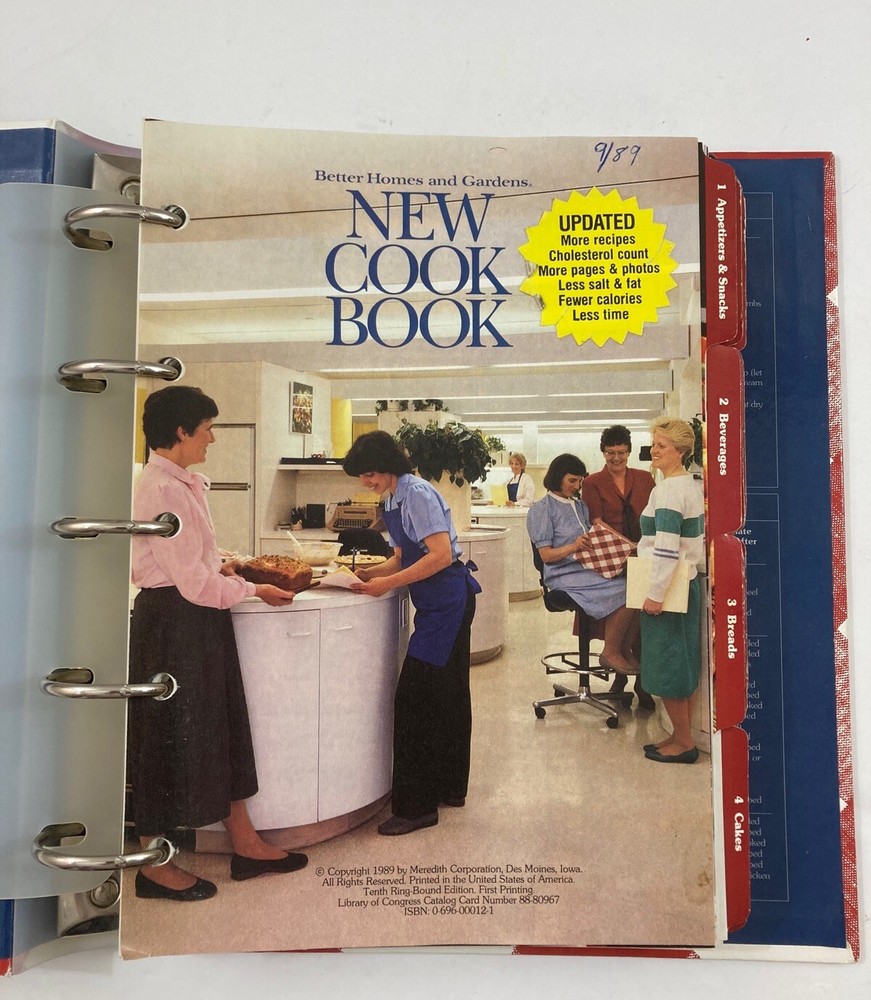 9/89
Better Homes and Gardens®
NEW
COOK
BOOK
UPDATED
More recipes
Cholesterol count
More pages & photos
Less salt & fat
Fewer calories
Less time
1 Appetizers & Snacks
2 Beverages
3 Breads
4 Cakes
© Copyright 1989 by Meredith Corporation, Des Moines, Iowa.
All Rights Reserved. Printed in the United States of America.
Tenth Ring-Bound Edition. First Printing
Library of Congress Catalog Card Number 88-80967
ISBN: 0-696-00012-1